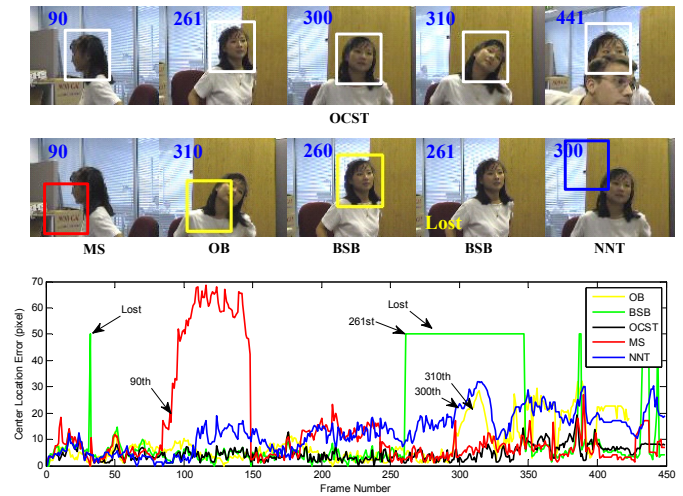 90 261 300 310 441
OCST
90 310 260 261 300
Lost
MS OB BSB BSB NNT
Center Location Error (pixel)
70
60
50
40
30
20
10
0
Lost
90th
Lost
261st
310th
300th
OB
BSB
OCST
MS
NNT
0 50 100 150 200 250 300 350 400 450
Frame Number